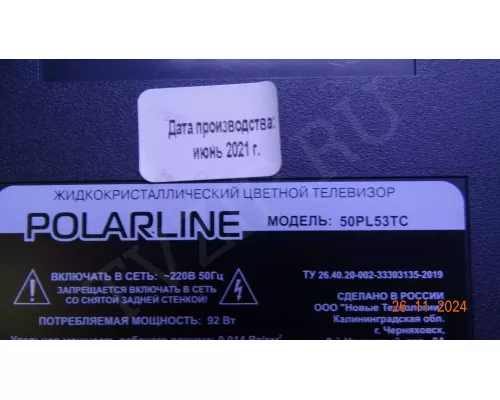 Дата производства:
июнь 2021 г.
ЖИДКОКРИСТАЛЛИЧЕСКИЙ ЦВЕТНОЙ ТЕЛЕВИЗОР
POLARLINE МОДЕЛЬ: 50PL53TC
ВКЛЮЧАТЬ В СЕТЬ: ~220В 50Гц
ЗАПРЕЩАЕТСЯ ВКЛЮЧАТЬ
СО СНЯТОЙ ЗАДНЕЙ СТЕНКОЙ!
ПОТРЕБЛЯЕМАЯ МОЩНОСТЬ: 92 Вт
ТУ 26.40.20-002-33303135-2019
СДЕЛАНО В РОССИИ
ООО "Новые Технологии"
26.11.2024
Калининградская обл.
г. Черняховск,